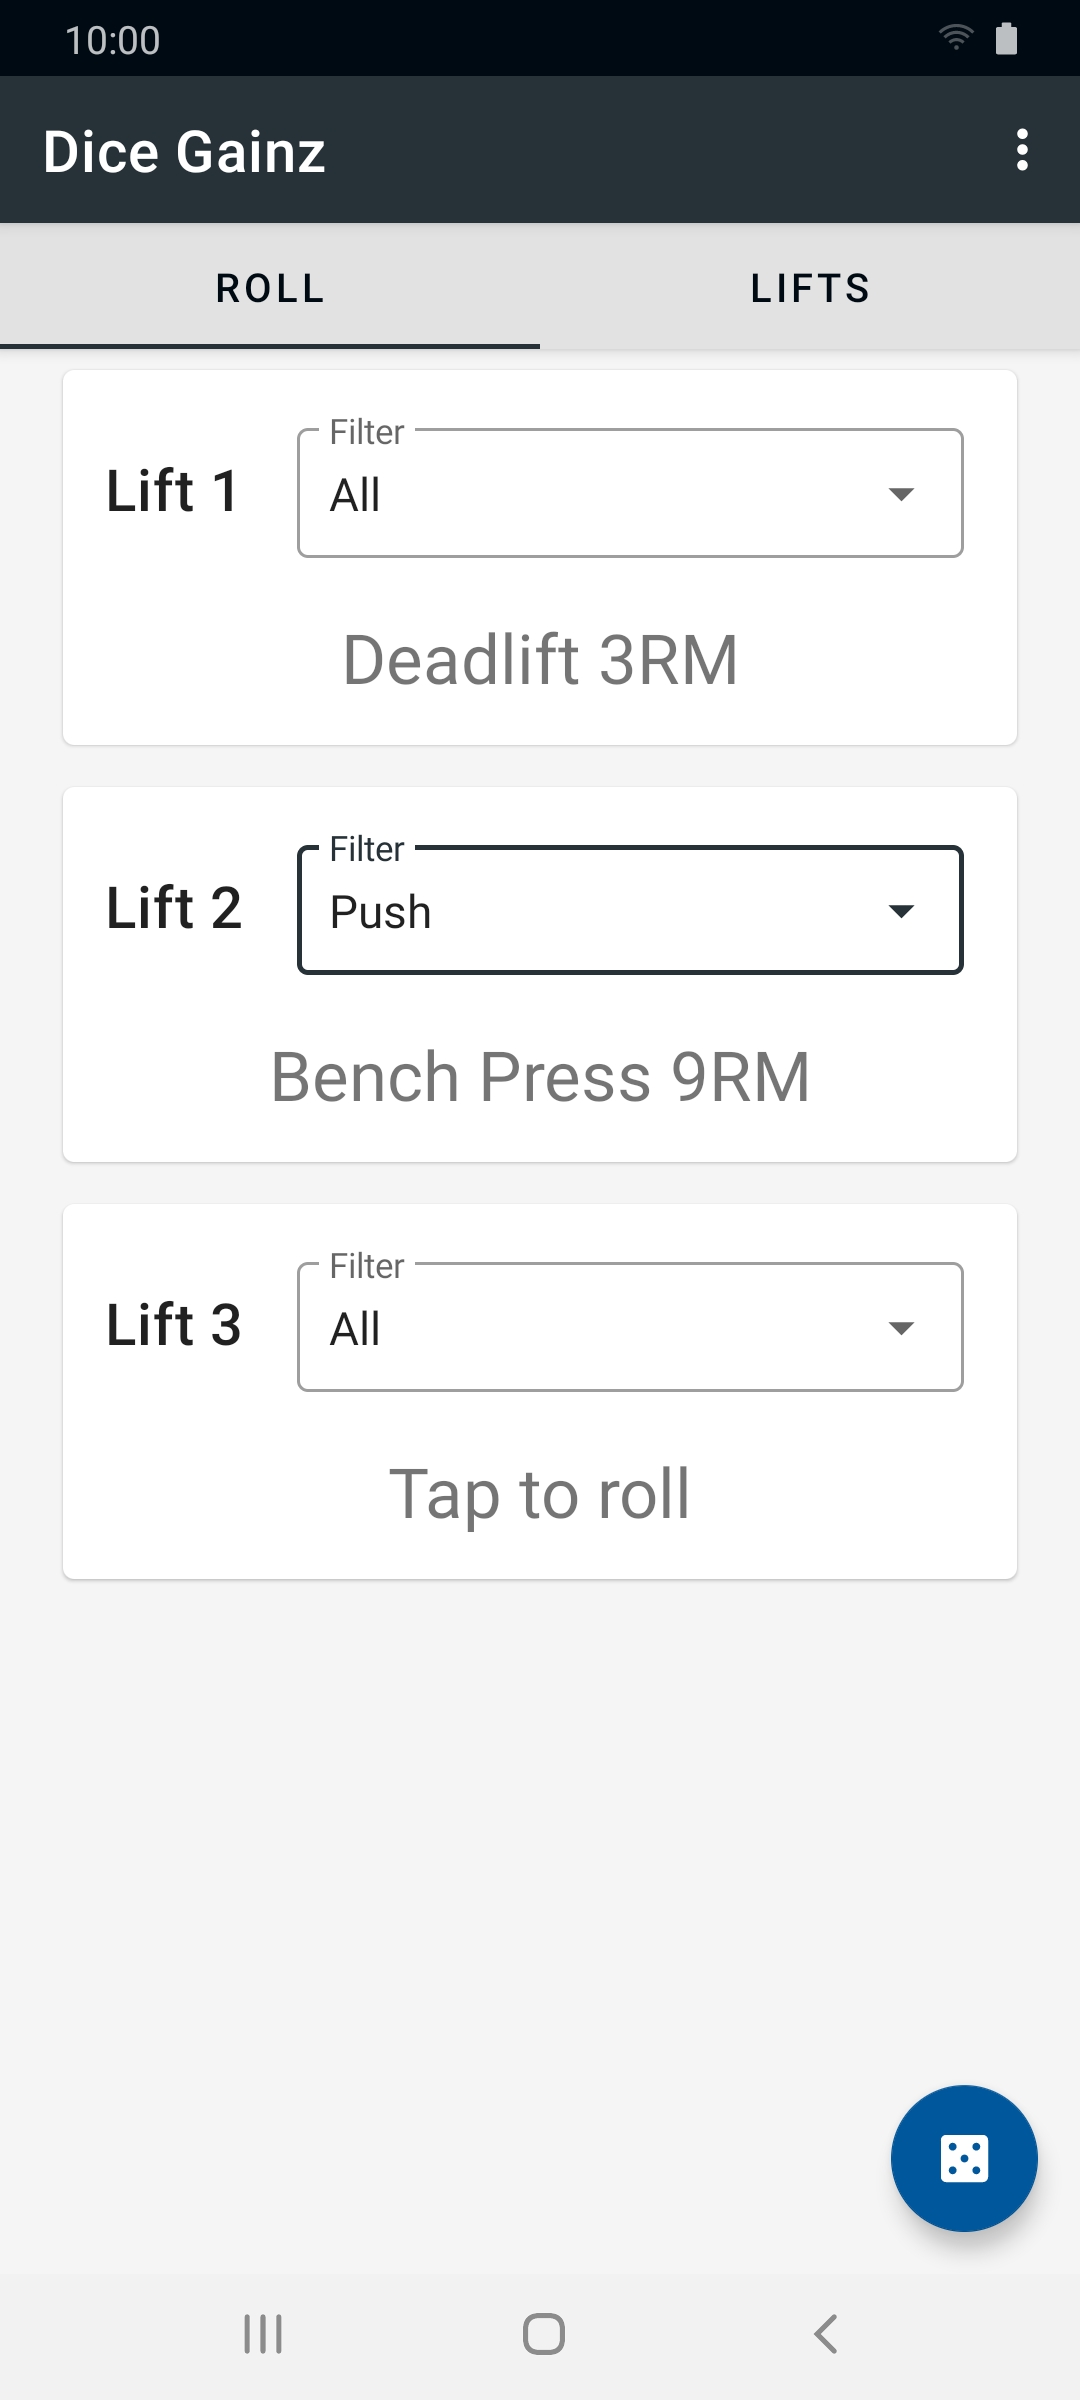 10:00
Dice Gainz
ROLL
LIFTS
Filter
Lift 1
All
Deadlift 3RM
Filter
Lift 2
Push
Bench Press 9RM
Filter
Lift 3
All
Tap to roll